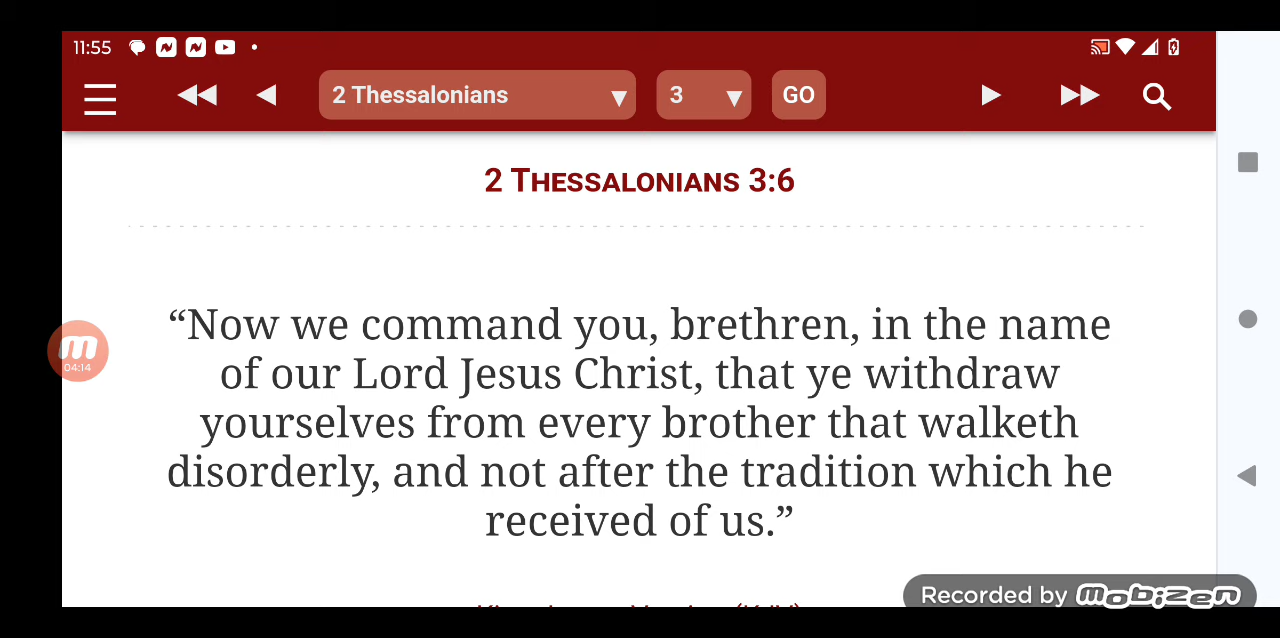 11:55
2 Thessalonians 3 GO
2 THESSALONIANS 3:6
“Now we command you, brethren, in the name
of our Lord Jesus Christ, that ye withdraw
yourselves from every brother that walketh
disorderly, and not after the tradition which he
received of us.”
m
04:14
Recorded by mobizen